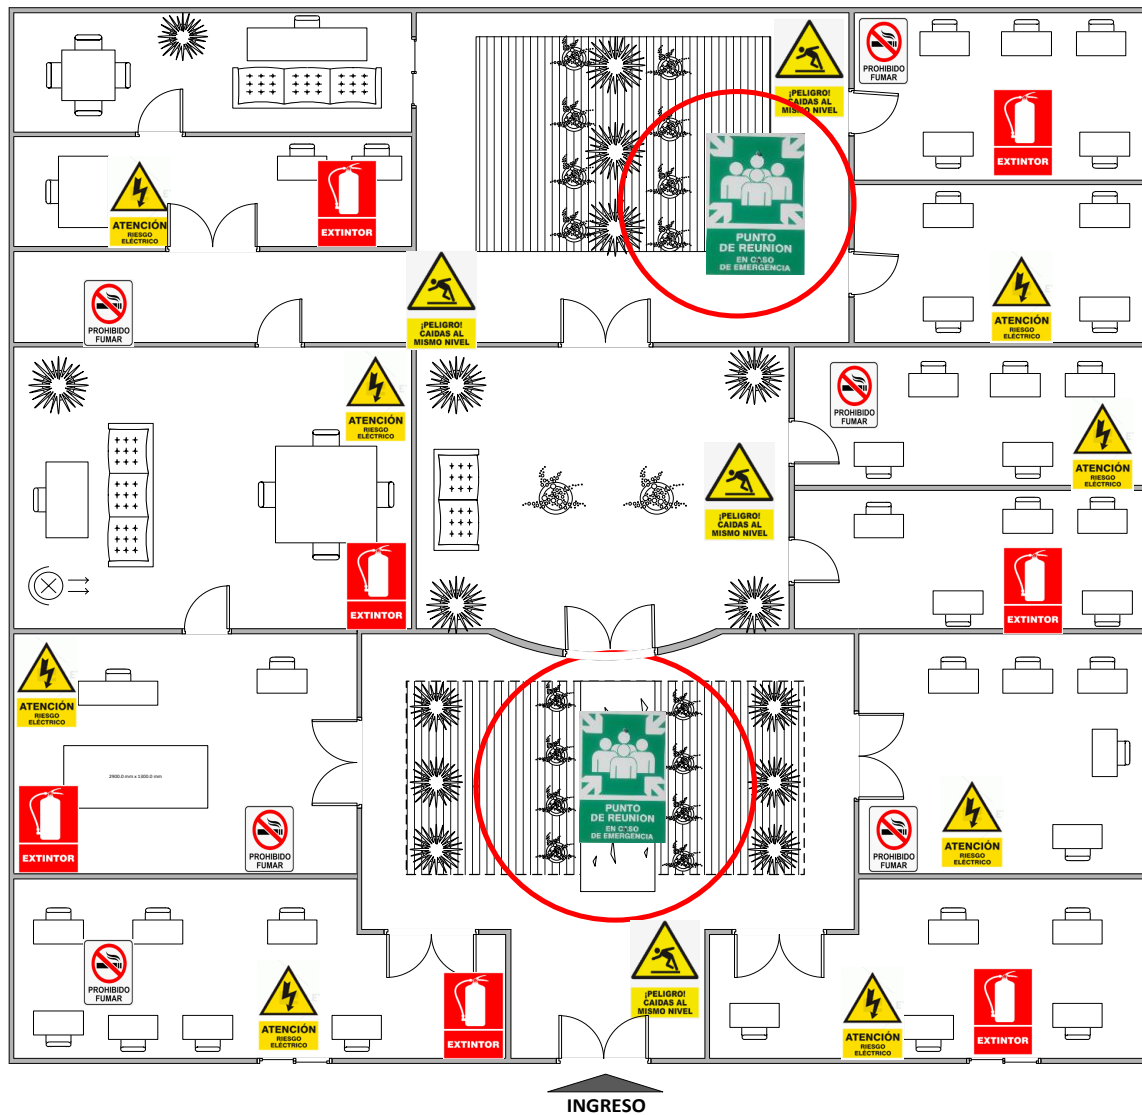 ¡PELIGRO!
CAIDAS AL
MISMO NIVEL
PROHIBIDO
FUMAR
EXTINTOR
ATENCIÓN
RIESGO
ELÉCTRICO
EXTINTOR
PUNTO
DE REUNION
EN CASO
DE EMERGENCIA
PROHIBIDO
FUMAR
¡PELIGRO!
CAIDAS AL
MISMO NIVEL
ATENCIÓN
RIESGO
ELÉCTRICO
ATENCIÓN
RIESGO
ELÉCTRICO
PROHIBIDO
FUMAR
ATENCIÓN
RIESGO
ELÉCTRICO
¡PELIGRO!
CAIDAS AL
MISMO NIVEL
EXTINTOR
EXTINTOR
ATENCIÓN
RIESGO
ELÉCTRICO
2900.0 mm x 1300.0 mm
EXTINTOR
PROHIBIDO
FUMAR
PUNTO
DE REUNION
EN CASO
DE EMERGENCIA
PROHIBIDO
FUMAR
ATENCIÓN
RIESGO
ELÉCTRICO
PROHIBIDO
FUMAR
ATENCIÓN
RIESGO
ELÉCTRICO
EXTINTOR
¡PELIGRO!
CAIDAS AL
MISMO NIVEL
ATENCIÓN
RIESGO
ELÉCTRICO
EXTINTOR
INGRESO